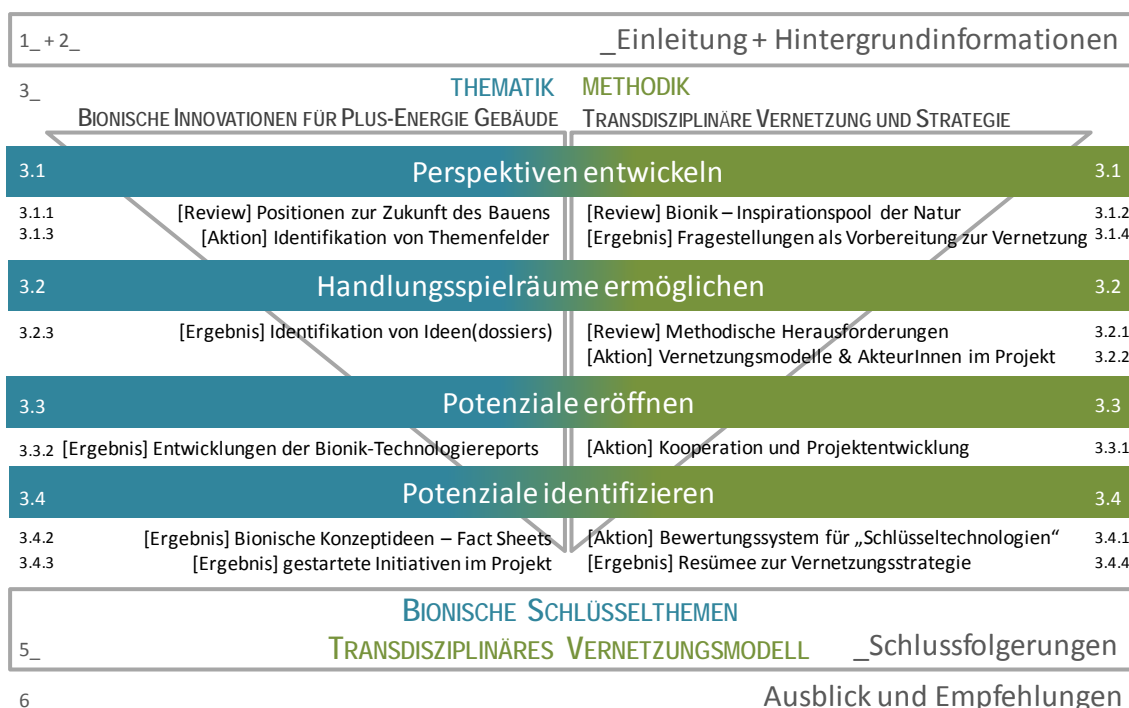 1_ + 2_ _Einleitung + Hintergrundinformationen
3_ THEMATIK METHODIK
BIONISCHE INNOVATIONEN FÜR PLUS-ENERGIE GEBÄUDE TRANSDISZIPLINÄRE VERNETZUNG UND STRATEGIE
3.1 Perspektiven entwickeln 3.1
3.1.1 [Review] Positionen zur Zukunft des Bauens [Review] Bionik – Inspirationspool der Natur 3.1.2
3.1.3 [Aktion] Identifikation von Themenfelder [Ergebnis] Fragestellungen als Vorbereitung zur Vernetzung 3.1.4
3.2 Handlungsspielräume ermöglichen 3.2
3.2.3 [Ergebnis] Identifikation von Ideen(dossiers) [Review] Methodische Herausforderungen 3.2.1
[Aktion] Vernetzungsmodelle & AkteurInnen im Projekt 3.2.2
3.3 Potenziale eröffnen 3.3
3.3.2 [Ergebnis] Entwicklungen der Bionik-Technologiereports [Aktion] Kooperation und Projektentwicklung 3.3.1
3.4 Potenziale identifizieren 3.4
3.4.2 [Ergebnis] Bionische Konzeptideen – Fact Sheets [Aktion] Bewertungssystem für „Schlüsseltechnologien“ 3.4.1
3.4.3 [Ergebnis] gestartete Initiativen im Projekt [Ergebnis] Resümee zur Vernetzungsstrategie 3.4.4
BIONISCHE SCHLÜSSELTHEMEN
5_ TRANSDISZIPLINÄRES VERNETZUNGSMODELL _Schlussfolgerungen
6 Ausblick und Empfehlungen